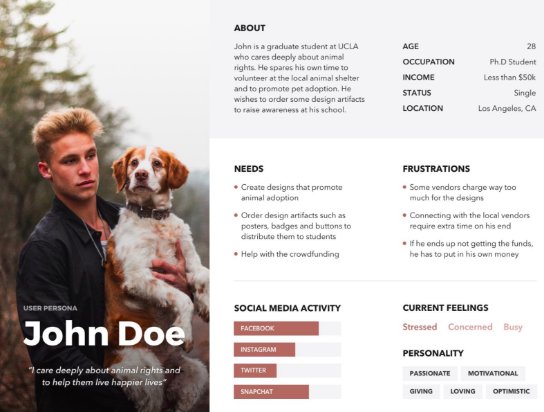 USER PERSONA
John Doe
"I care deeply about animal rights and
to help them live happier lives"
ABOUT
John is a graduate student at UCLA
who cares deeply about animal
rights. He spares his own time to
volunteer at the local animal shelter
and to promote pet adoption. He
wishes to order some design artifacts
to raise awareness at his school.
AGE 28
OCCUPATION Ph.D Student
INCOME Less than $50k
STATUS Single
LOCATION Los Angeles, CA
NEEDS
Create designs that promote
animal adoption
Order design artifacts such as
posters, badges and buttons to
distribute them to students
Help with the crowdfunding
FRUSTRATIONS
Some vendors charge way too
much for the designs
Connecting with the local vendors
require extra time on his end
If he ends up not getting the funds,
he has to put in his own money
SOCIAL MEDIA ACTIVITY
FACEBOOK
INSTAGRAM
TWITTER
SNAPCHAT
CURRENT FEELINGS
Stressed Concerned Busy
PERSONALITY
PASSIONATE MOTIVATIONAL
GIVING LOVING OPTIMISTIC